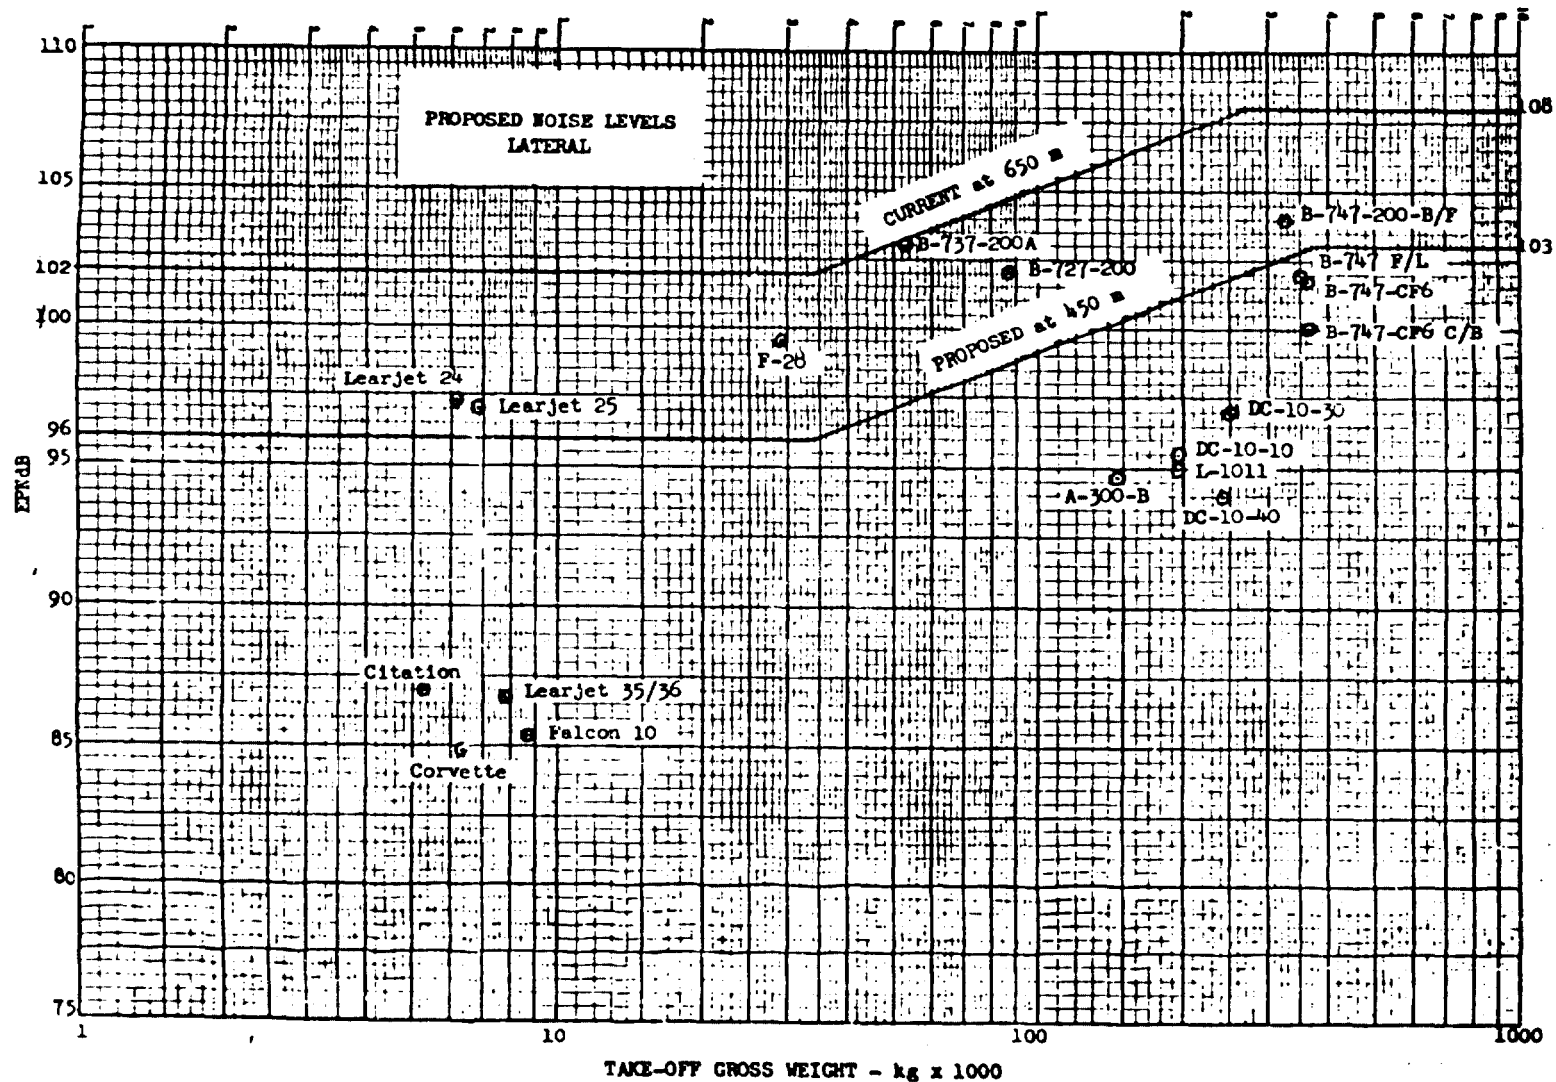 110
PROPOSED NOISE LEVELS
LATERAL
108
105
CURRENT at 650 m
B-747-200-B/F
B-737-200A
103
102
B-727-200
B-747 F/L
B-747-CF6
PROPOSED at 450 m
100
B-747-CF6 C/B
F-28
Learjet 24
Learjet 25
DC-10-30
96
95
DC-10-10
L-1011
A-300-B
DC-10-40
EPNdB
90
Citation
Learjet 35/36
Falcon 10
85
Corvette
80
75
1
10
100
1000
TAKE-OFF GROSS WEIGHT - kg x 1000